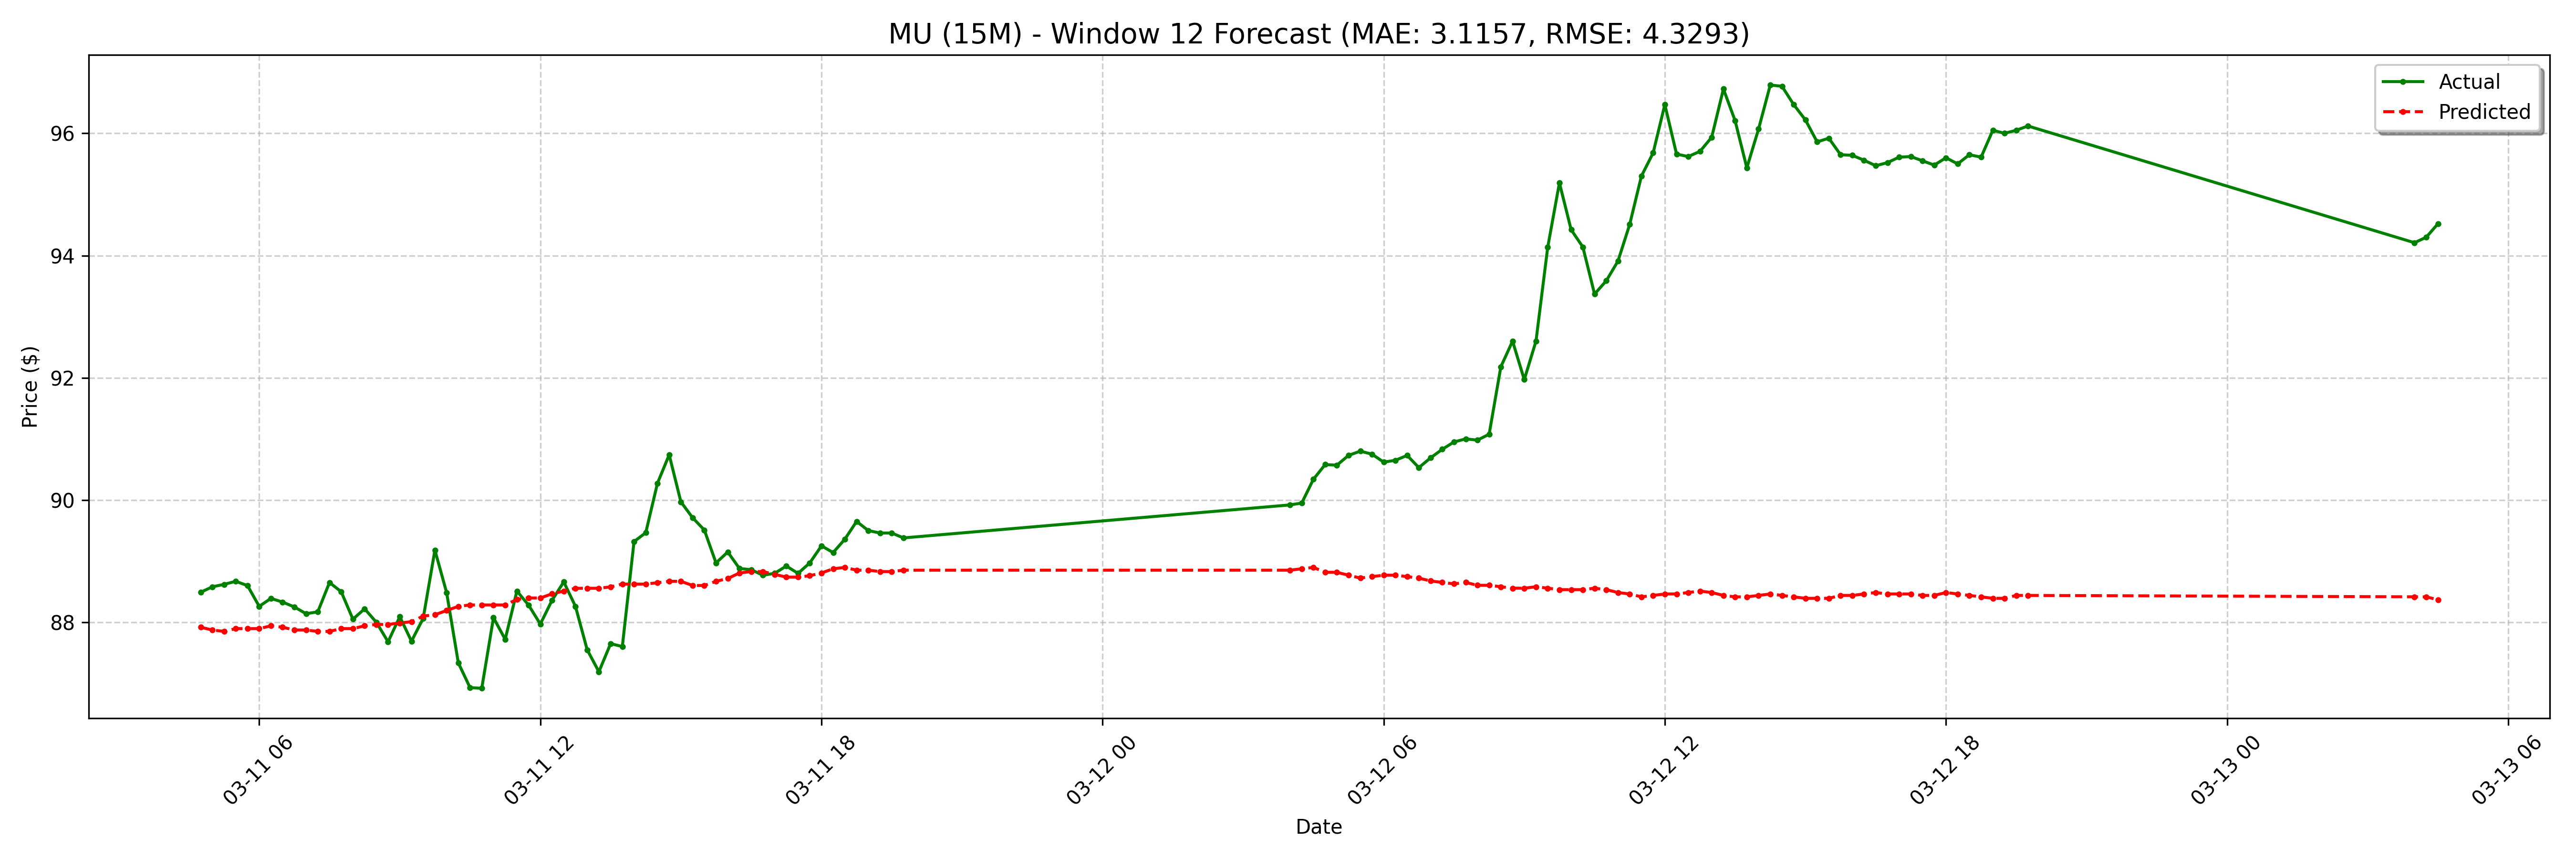 MU (15M) - Window 12 Forecast (MAE: 3.1157, RMSE: 4.3293)
Actual
Predicted
Price ($)
96
94
92
90
88
03-11 06
03-11 12
03-11 18
03-12 00
03-12 06
03-12 12
03-12 18
03-13 00
03-13 06
Date